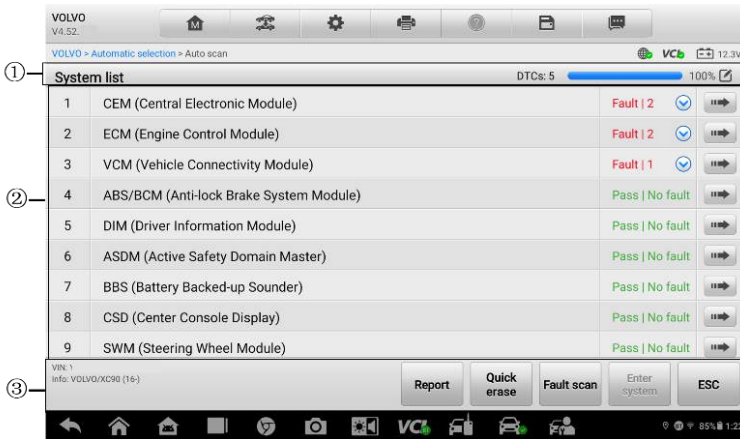 VOLVO
V4.52.
VOLVO > Automatic selection > Auto scan
VCI 12.3V
① System list DTCs: 5 100%
1 CEM (Central Electronic Module) Fault | 2
2 ECM (Engine Control Module) Fault | 2
3 VCM (Vehicle Connectivity Module) Fault | 1
② 4 ABS/BCM (Anti-lock Brake System Module) Pass | No fault
5 DIM (Driver Information Module) Pass | No fault
6 ASDM (Active Safety Domain Master) Pass | No fault
7 BBS (Battery Backed-up Sounder) Pass | No fault
8 CSD (Center Console Display) Pass | No fault
9 SWM (Steering Wheel Module) Pass | No fault
VIN:
③ Info: VOLVO/XC90 (16-)
Report Quick erase Fault scan Enter system ESC
VCI 85% 1:22